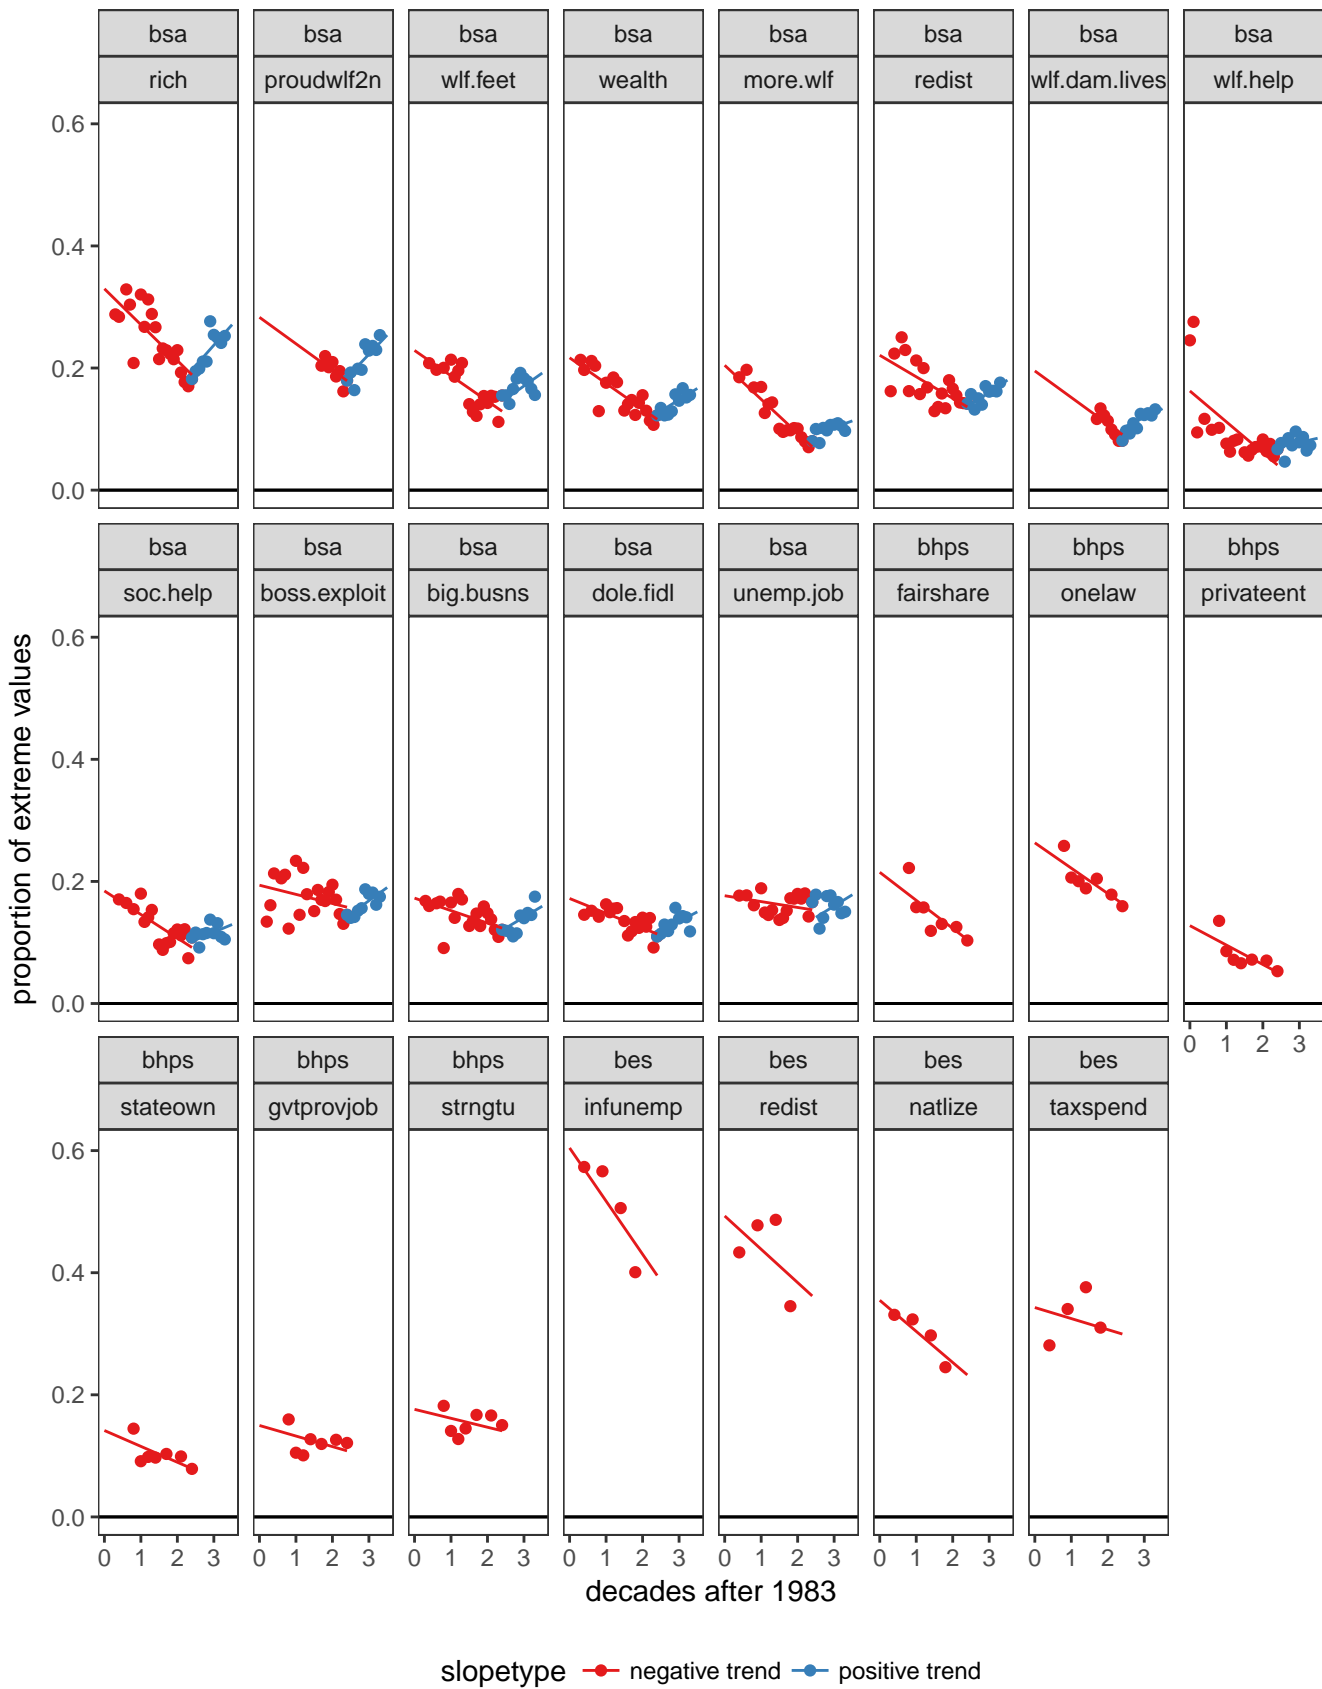 bsa bsa bsa bsa bsa bsa bsa bsa
rich proudwlf2n wlf.feet wealth more.wlf redist wlf.dam.lives wlf.help
0.6
0.4
0.2
0.0
bsa bsa bsa bsa bsa bhps bhps bhps
soc.help boss.exploit big.busns dole.fidl unemp.job fairshare onelaw privateent
0.6
0.4
0.2
0.0
proportion of extreme values
0 1 2 3
bhps bhps bhps bes bes bes bes
stateown gvtprovjob strngtu infunemp redist natlize taxspend
0.6
0.4
0.2
0.0
0 1 2 3 0 1 2 3 0 1 2 3 0 1 2 3 0 1 2 3 0 1 2 3 0 1 2 3
decades after 1983
slopetype negative trend positive trend